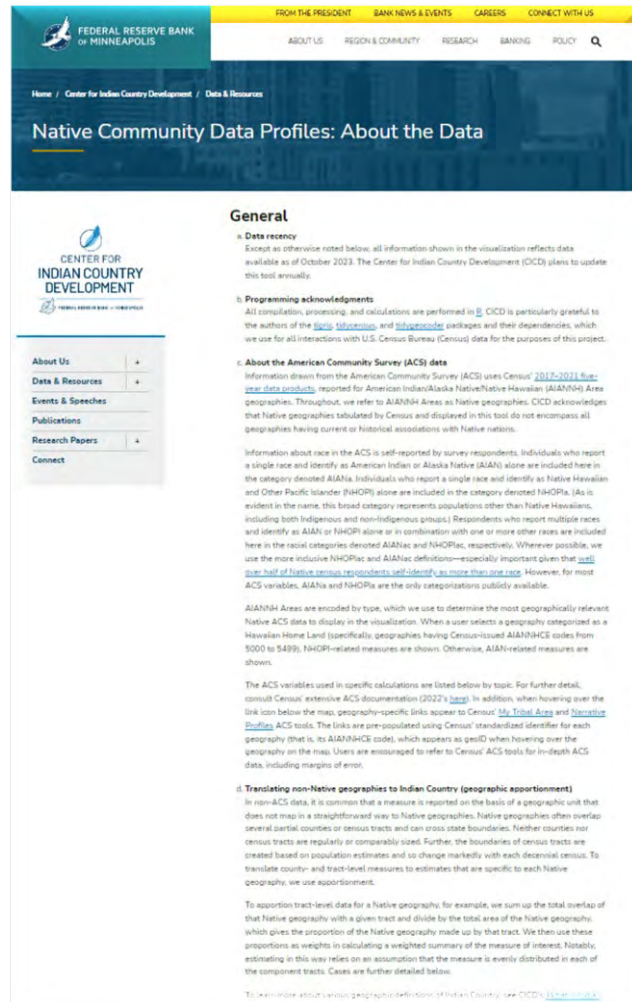 FROM THE PRESIDENT BANK NEWS & EVENTS CAREERS CONNECT WITH US
FEDERAL RESERVE BANK
OF MINNEAPOLIS
ABOUT US REGION & COMMUNITY RESEARCH BANKING POLICY
Home / Center for Indian Country Development / Data & Resources
Native Community Data Profiles: About the Data
CENTER FOR
INDIAN COUNTRY
DEVELOPMENT
FEDERAL RESERVE BANK OF MINNEAPOLIS
About Us +
Data & Resources +
Events & Speeches
Publications
Research Papers +
Connect
General
a. Data recency
Except as otherwise noted below, all information shown in the visualization reflects data
available as of October 2023. The Center for Indian Country Development (CICD) plans to update
this tool annually.
b. Programming acknowledgments
All compilation, processing, and calculations are performed in R. CICD is particularly grateful to
the authors of the tigris, tidycensus, and tidygeocoder packages and their dependencies, which
we use for all interactions with U.S. Census Bureau (Census) data for the purposes of this project.
c. About the American Community Survey (ACS) data
Information drawn from the American Community Survey (ACS) uses Census' 2017–2021 five-
year data products, reported for American Indian/Alaska Native/Native Hawaiian (AIANNH) Area
geographies. Throughout, we refer to AIANNH Areas as Native geographies. CICD acknowledges
that Native geographies tabulated by Census and displayed in this tool do not encompass all
geographies having current or historical associations with Native nations.
Information about race in the ACS is self-reported by survey respondents. Individuals who report
a single race and identify as American Indian or Alaska Native (AIAN) alone are included here in
the category denoted AIANa. Individuals who report a single race and identify as Native Hawaiian
and Other Pacific Islander (NHOPI) alone are included in the category denoted NHOPIa. (As is
evident in the name, this broad category represents populations other than Native Hawaiians,
including both Indigenous and non-Indigenous groups.) Respondents who report multiple races
and identify as AIAN or NHOPI alone or in combination with one or more other races are included
here in the racial categories denoted AIANac and NHOPIac, respectively. Wherever possible, we
use the more inclusive NHOPIac and AIANac definitions—especially important given that well
over half of Native census respondents self-identify as more than one race. However, for most
ACS variables, AIANa and NHOPIa are the only categorizations publicly available.
AIANNH Areas are encoded by type, which we use to determine the most geographically relevant
Native ACS data to display in the visualization. When a user selects a geography categorized as a
Hawaiian Home Land (specifically, geographies having Census-issued AIANNHCE codes from
5000 to 5499), NHOPI-related measures are shown. Otherwise, AIAN-related measures are
shown.
The ACS variables used in specific calculations are listed below by topic. For further detail,
consult Census' extensive ACS documentation (2022's here). In addition, when hovering over the
link icon below the map, geography-specific links appear to Census' My Tribal Area and Narrative
Profiles ACS tools. The links are pre-populated using Census' standardized identifier for each
geography (that is, its AIANNHCE code), which appears as geoID when hovering over the
geography on the map. Users are encouraged to refer to Census' ACS tools for in-depth ACS
data, including margins of error.
d. Translating non-Native geographies to Indian Country (geographic apportionment)
In non-ACS data, it is common that a measure is reported on the basis of a geographic unit that
does not map in a straightforward way to Native geographies. Native geographies often overlap
several partial counties or census tracts and can cross state boundaries. Neither counties nor
census tracts are regularly or comparably sized. Further, the boundaries of census tracts are
created based on population estimates and so change markedly with each decennial census. To
translate county- and tract-level measures to estimates that are specific to each Native
geography, we use apportionment.
To apportion tract-level data for a Native geography, for example, we sum up the total overlap of
that Native geography with a given tract and divide by the total area of the Native geography,
which gives the proportion of the Native geography made up by that tract. We then use these
proportions as weights in calculating a weighted summary of the measure of interest. Notably,
estimating in this way relies on an assumption that the measure is evenly distributed in each of
the component tracts. Cases are further detailed below.
To learn more about various geographic definitions of Indian Country, see CICD's